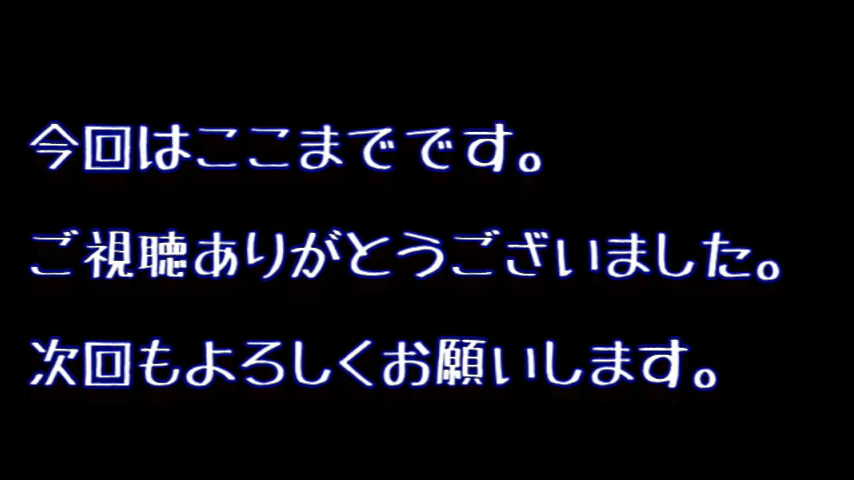 今回はここまでです。
ご視聴ありがとうございました。
次回もよろしくお願いします。